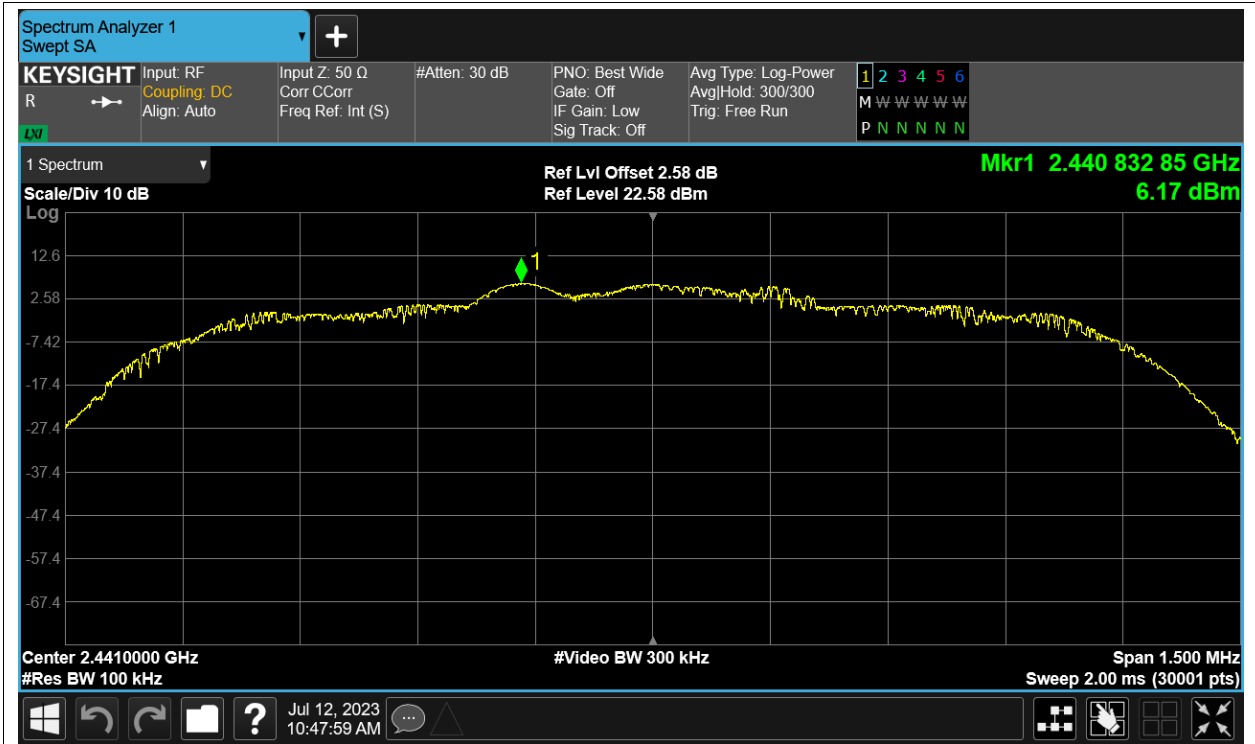 Spectrum Analyzer 1
Swept SA
KEYSIGHT
R
LXI
Input: RF
Coupling: DC
Align: Auto
Input Z: 50 Ω
Corr CCorr
Freq Ref: Int (S)
#Atten: 30 dB
PNO: Best Wide
Gate: Off
IF Gain: Low
Sig Track: Off
Avg Type: Log-Power
Avg|Hold: 300/300
Trig: Free Run
1 2 3 4 5 6
M W W W W W
P N N N N N
1 Spectrum
Scale/Div 10 dB
Log
Ref Lvl Offset 2.58 dB
Ref Level 22.58 dBm
Mkr1 2.440 832 85 GHz
6.17 dBm
1
12.6
2.58
-7.42
-17.4
-27.4
-37.4
-47.4
-57.4
-67.4
Center 2.4410000 GHz
#Res BW 100 kHz
#Video BW 300 kHz
Span 1.500 MHz
Sweep 2.00 ms (30001 pts)
?
Jul 12, 2023
10:47:59 AM